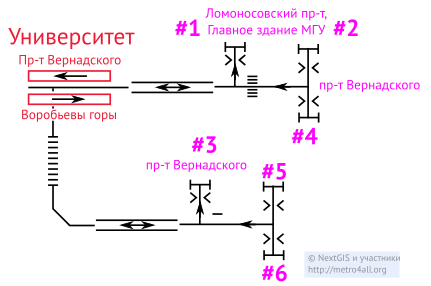 Ломоносовский пр-т,
#1 Главное здание МГУ #2
Университет
Пр-т Вернадского
пр-т Вернадского
Воробьевы горы
#3 #4
пр-т Вернадского
#5
#6
© NextGIS и участники
http://metro4all.org